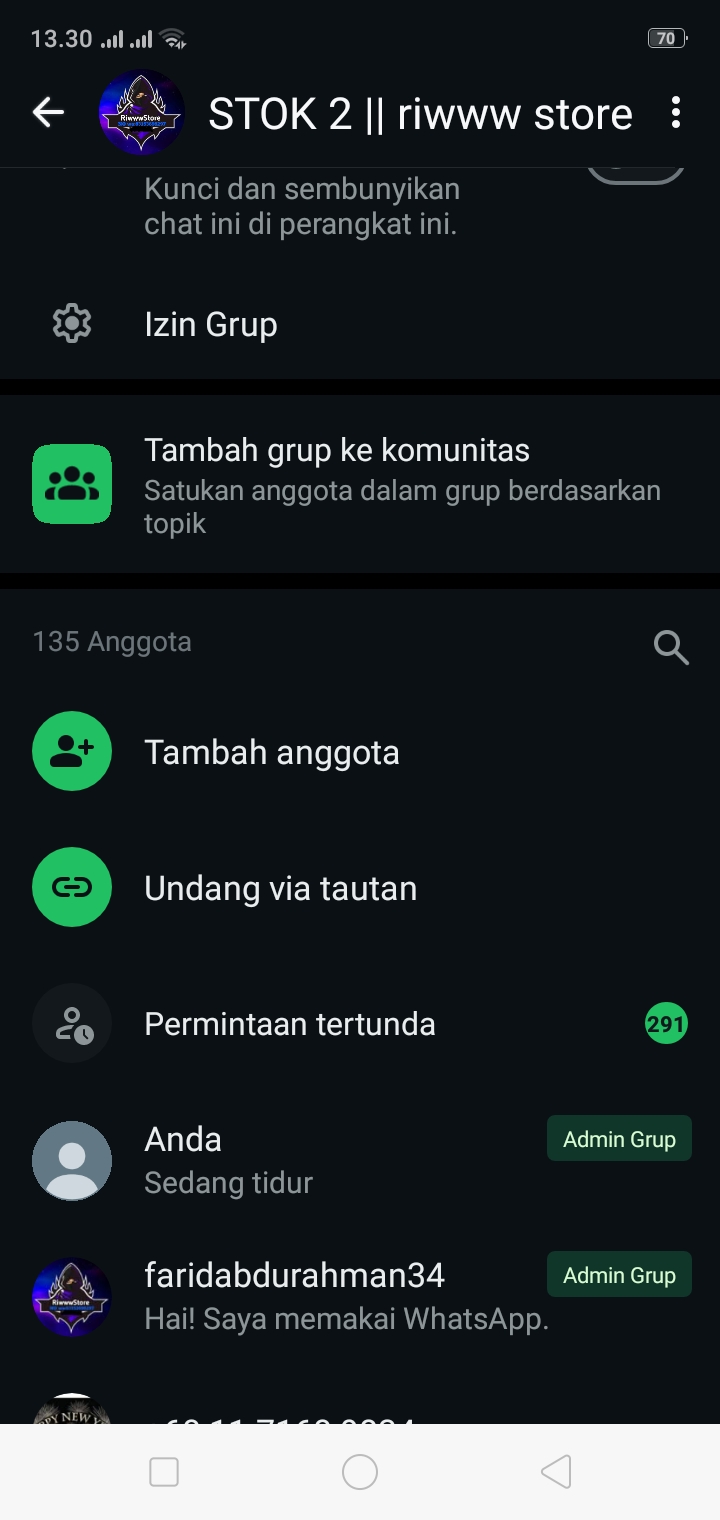 13.30
70
STOK 2 || riwww store
RiwwwStore
Kunci dan sembunyikan
chat ini di perangkat ini.
Izin Grup
Tambah grup ke komunitas
Satukan anggota dalam grup berdasarkan
topik
135 Anggota
Tambah anggota
Undang via tautan
Permintaan tertunda
291
Anda
Admin Grup
Sedang tidur
faridabdurahman34
Admin Grup
RiwwwStore
Hai! Saya memakai WhatsApp.